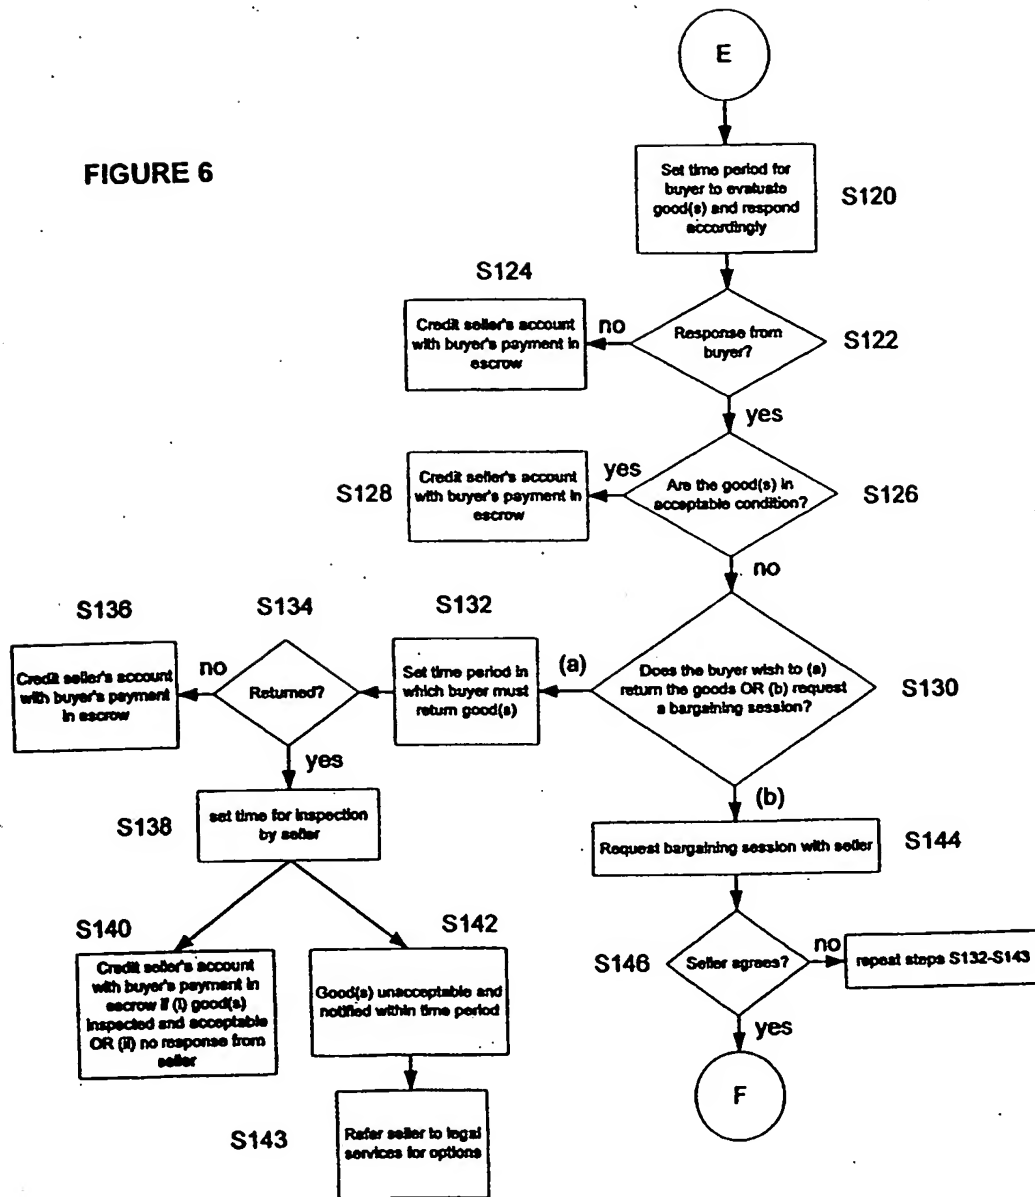 E
FIGURE 6
Set time period for
buyer to evaluate
good(s) and respond
accordingly
S120
S124
Credit seller's account
with buyer's payment in
escrow
no
Response from
buyer?
S122
yes
S128
Credit seller's account
with buyer's payment in
escrow
yes
Are the good(s) in
acceptable condition?
S126
no
S136
Credit seller's account
with buyer's payment
in escrow
no
S134
Returned?
S132
Set time period in
which buyer must
return good(s)
(a)
Does the buyer wish to (a)
return the goods OR (b) request
a bargaining session?
S130
yes
(b)
S138
set time for inspection
by seller
Request bargaining session with seller
S144
S140
Credit seller's account
with buyer's payment in
escrow if (i) good(s)
inspected and acceptable
OR (ii) no response from
seller
S142
Good(s) unacceptable and
notified within time period
S146
Seller agrees?
no
repeat steps S132-S143
yes
S143
Refer seller to legal
services for options
F